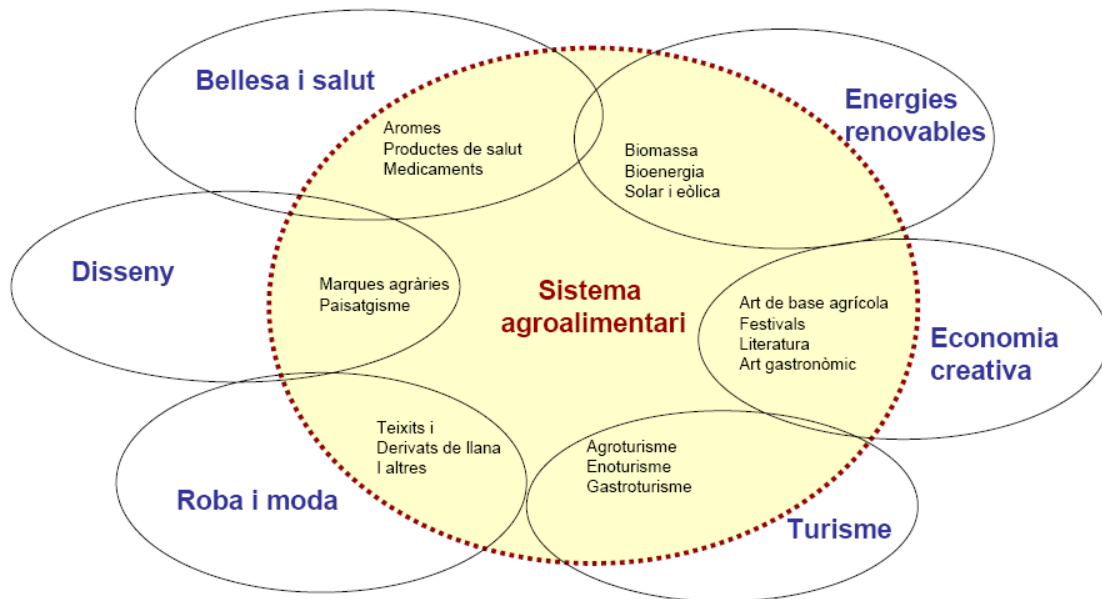 Bellesa i salut
Aromes
Productes de salut
Medicaments
Energies
renovables
Biomassa
Bioenergia
Solar i eòlica
Disseny
Marques agràries
Paisatgisme
Sistema
agroalimentari
Art de base agrícola
Festivals
Literatura
Art gastronòmic
Economia
creativa
Roba i moda
Teixits i
Derivats de llana
I altres
Agroturisme
Enoturisme
Gastroturisme
Turisme